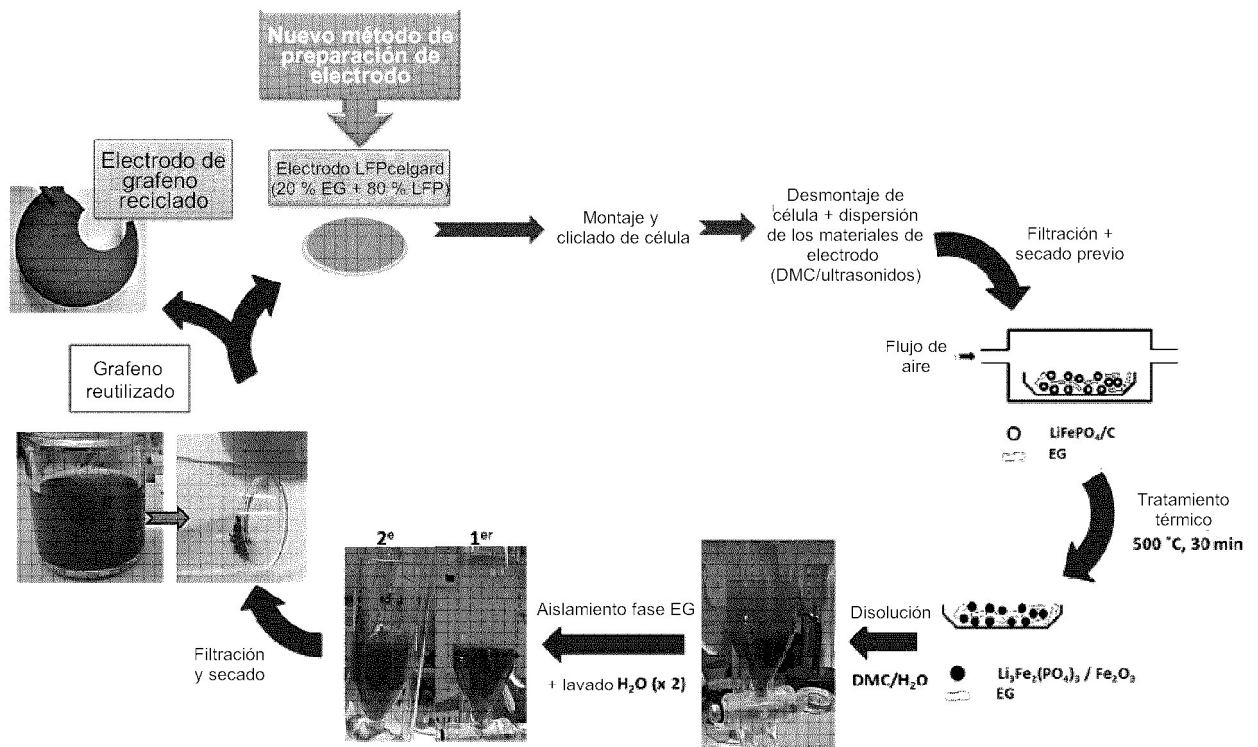 Nuevo método de
preparación de
electrodo
Electrodo de
grafeno
reciclado
Electrodo LFPcelgard
(20 % EG + 80 % LFP)
Montaje y
cliclado de célula
Desmontaje de
célula + dispersión
de los materiales de
electrodo
(DMC/ultrasonidos)
Filtración +
secado previo
Flujo de
aire
LiFePO₄/C
EG
Tratamiento
térmico
500 °C, 30 min
Li₃Fe₂(PO₄)₃ / Fe₂O₃
EG
Disolución
DMC/H₂O
Aislamiento fase EG
+ lavado H₂O (x 2)
2ᵉ
1ᵉʳ
Filtración
y secado
Grafeno
reutilizado